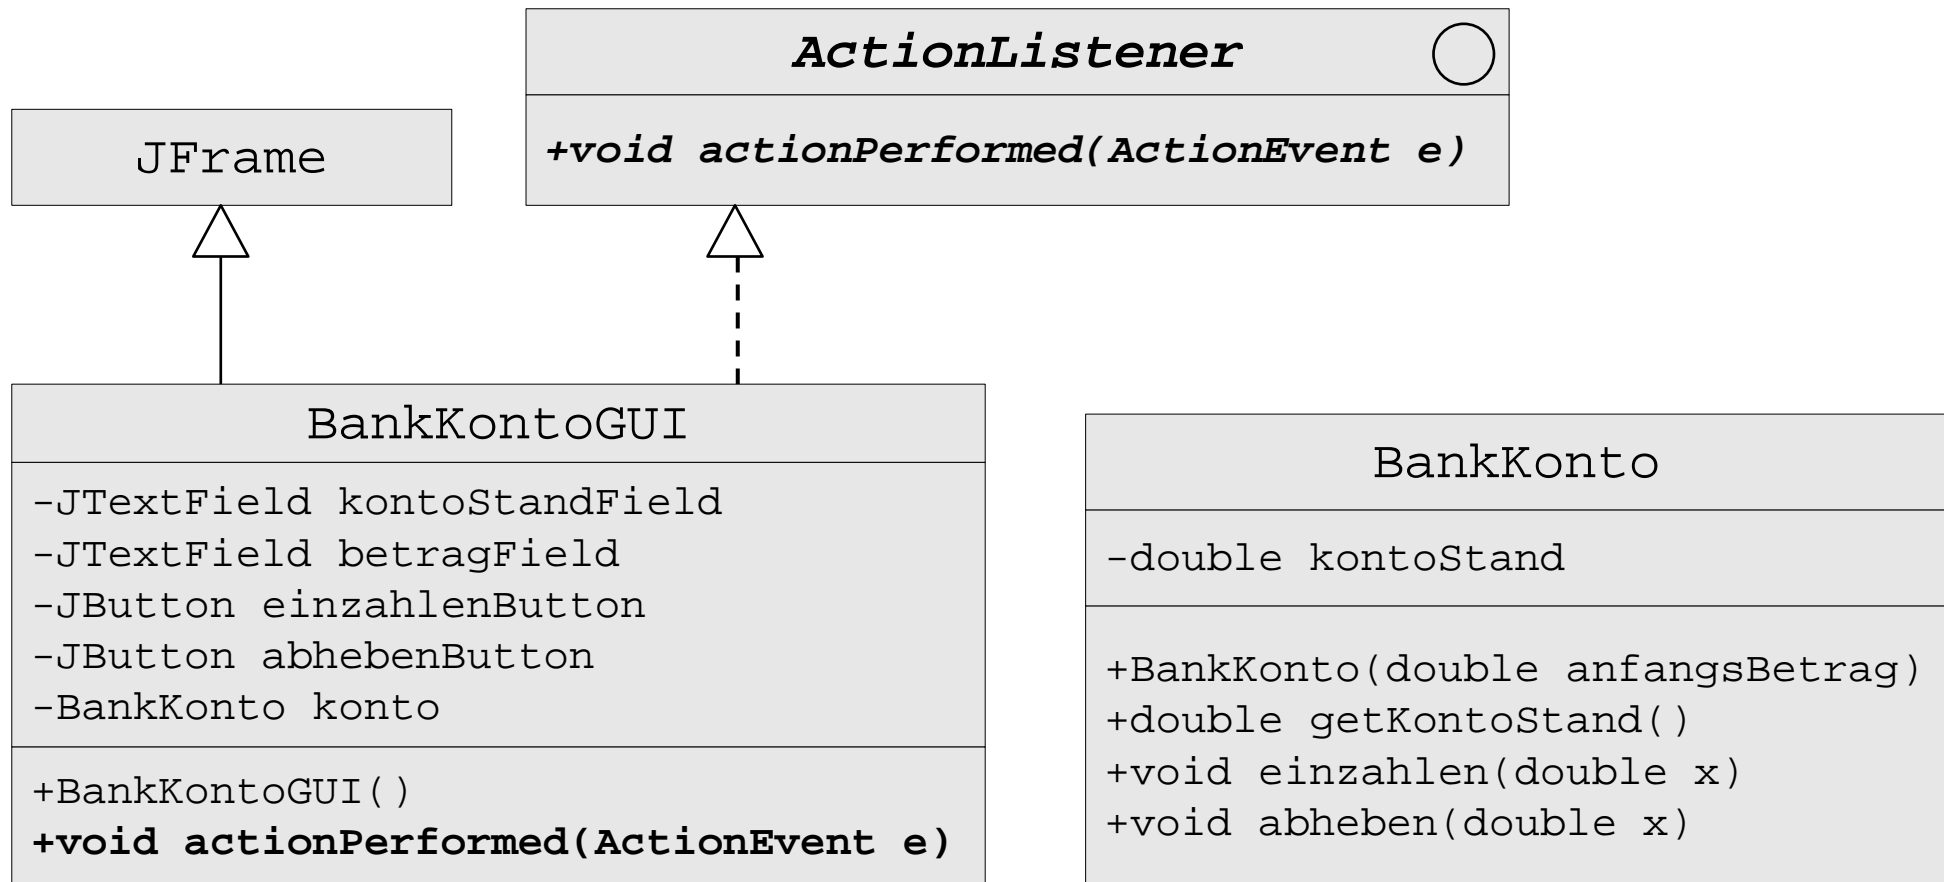 ActionListener
+void actionPerformed(ActionEvent e)
JFrame
BankKontoGUI
-JTextField kontoStandField
-JTextField betragField
-JButton einzahlenButton
-JButton abhebenButton
-BankKonto konto
+BankKontoGUI()
+void actionPerformed(ActionEvent e)
BankKonto
-double kontoStand
+BankKonto(double anfangsBetrag)
+double getKontoStand()
+void einzahlen(double x)
+void abheben(double x)